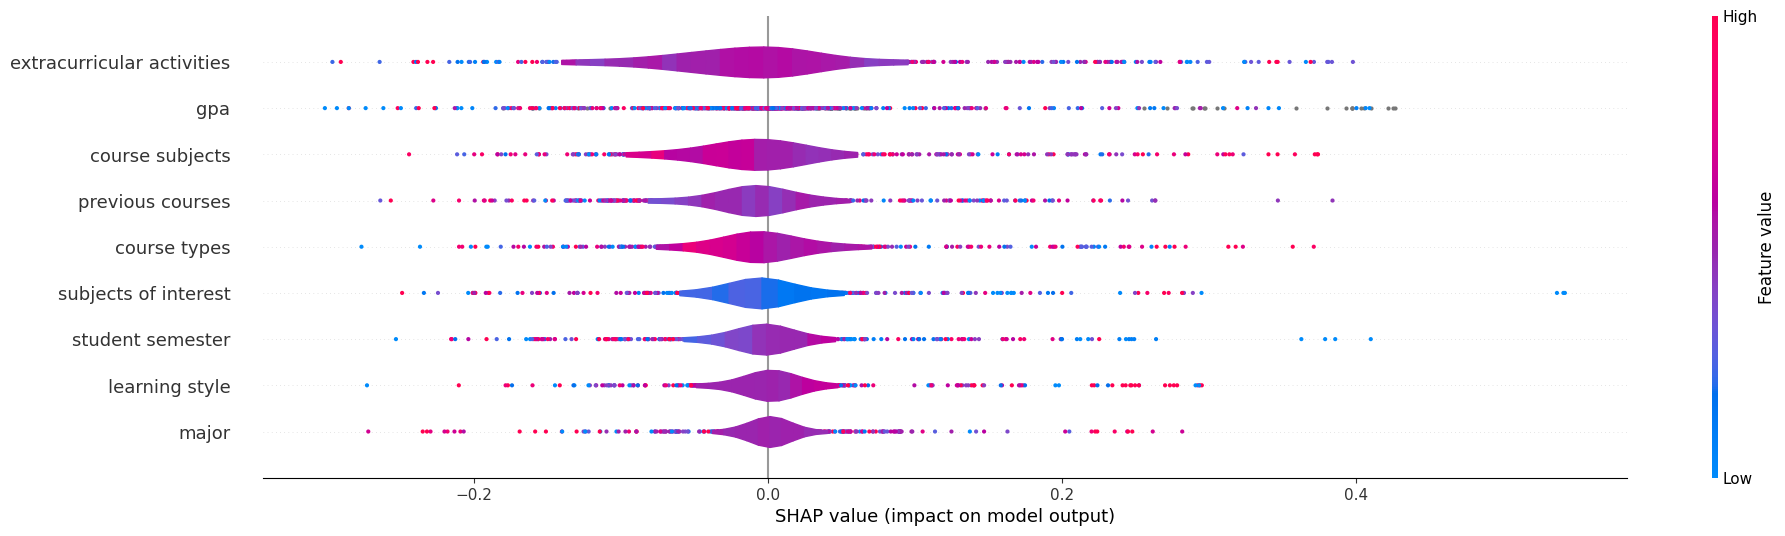 High
extracurricular activities
gpa
course subjects
previous courses
course types
subjects of interest
student semester
learning style
major
Feature value
Low
−0.2 0.0 0.2 0.4
SHAP value (impact on model output)